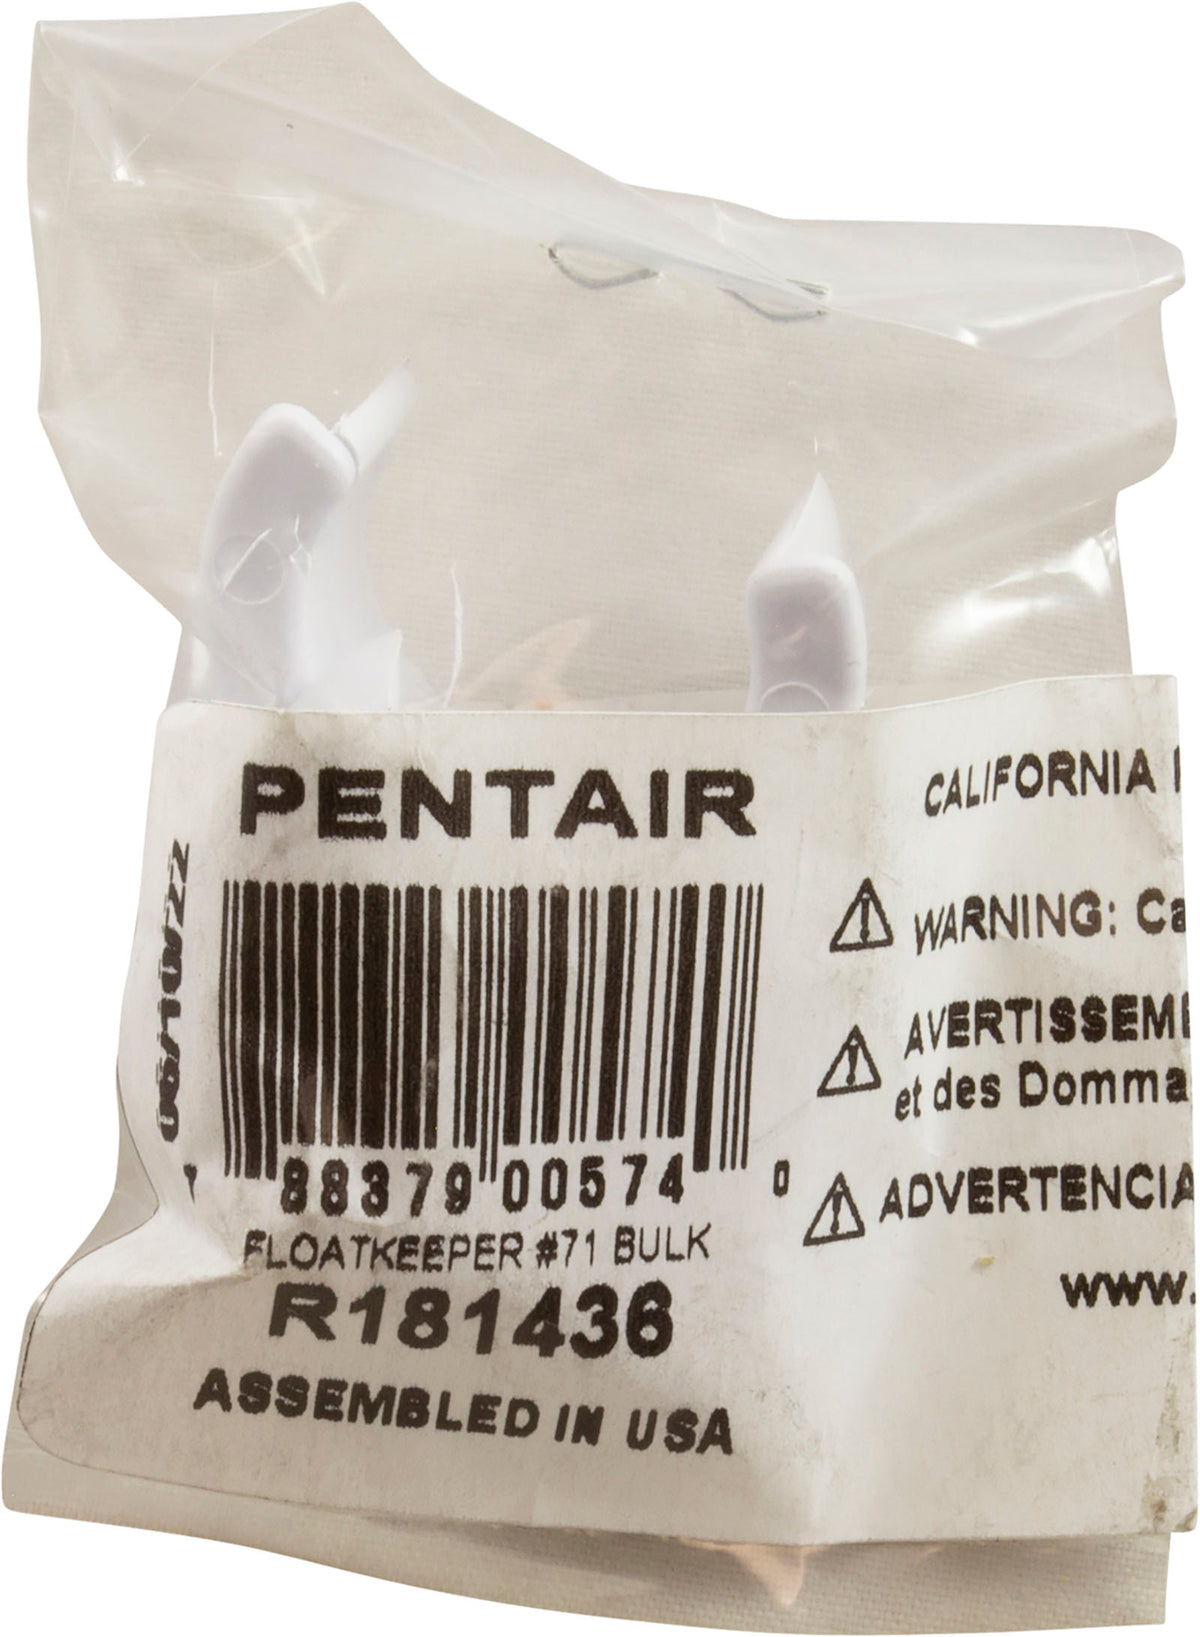 PENTAIR
88379 00574 0
FLOATKEEPER #71 BULK
R181436
ASSEMBLED IN USA
CALIFORNIA
WARNING: Ca
AVERTISSEME
et des Domma
ADVERTENCIA
www.